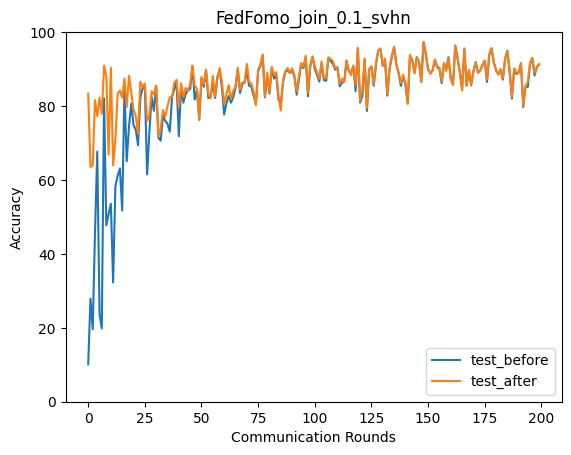 FedFomo_join_0.1_svhn
100
80
60
40
20
0
Accuracy
0 25 50 75 100 125 150 175 200
Communication Rounds
test_before
test_after